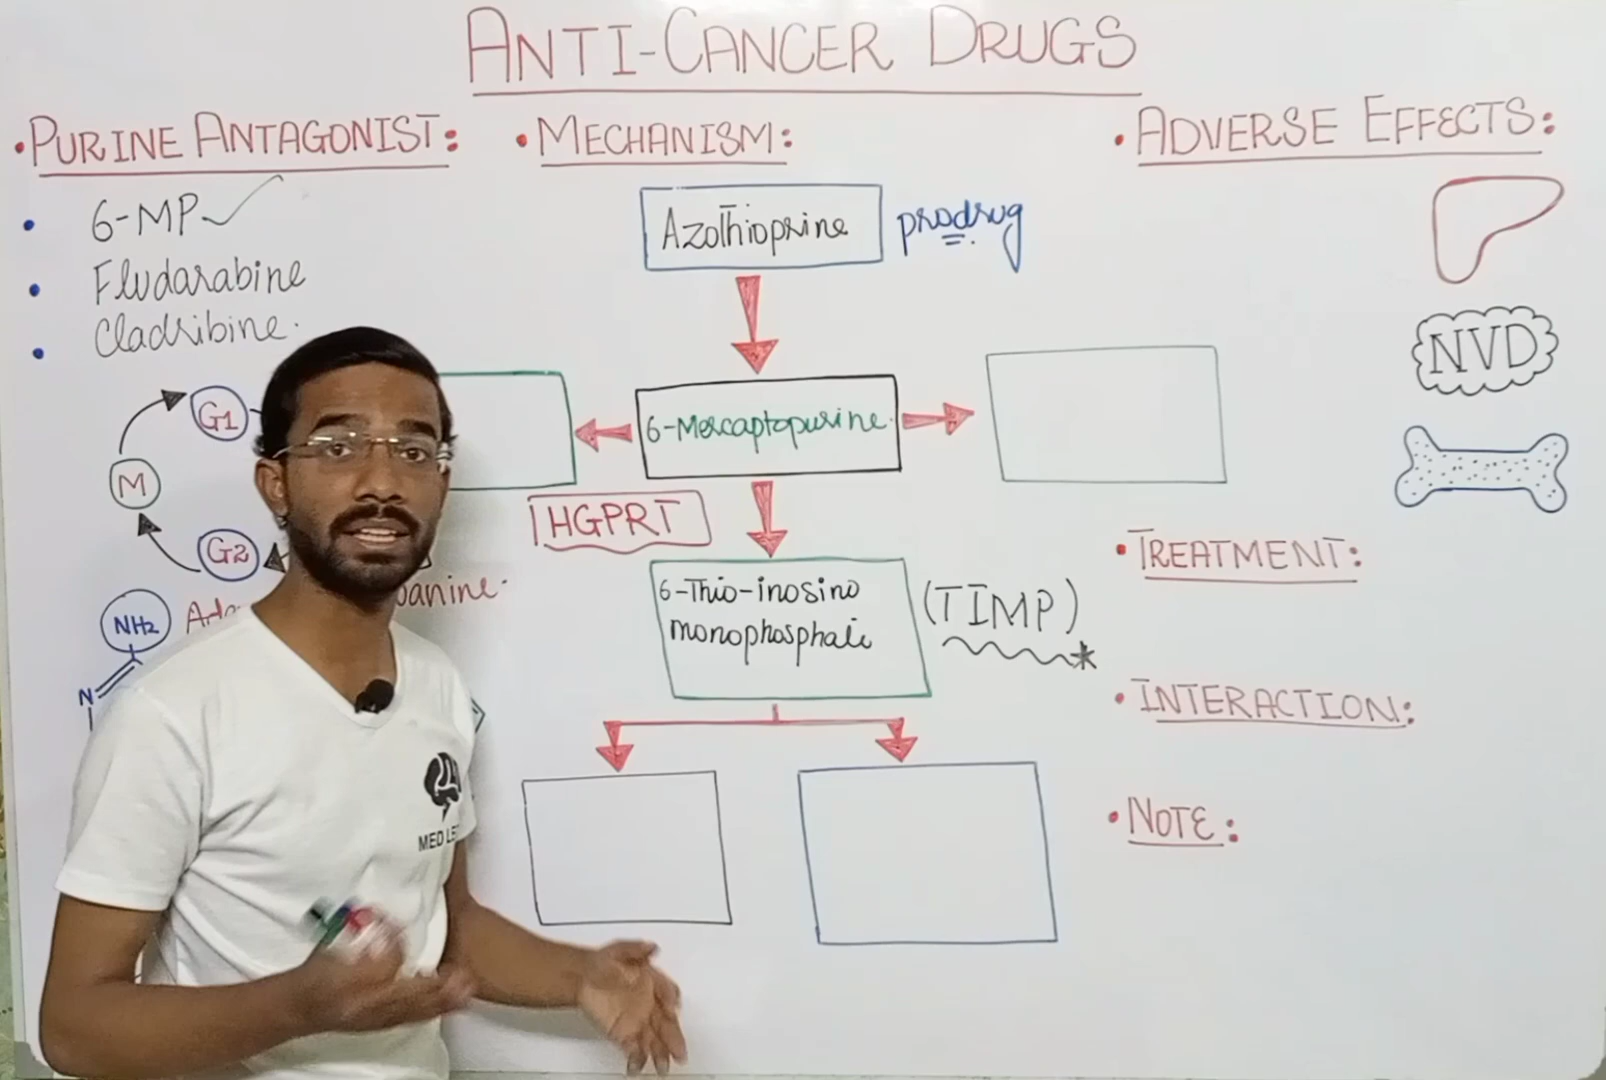 ANTI-CANCER DRUGS
•PURINE ANTAGONIST:
• 6-MP
• Fludarabine
• Cladribine.
G1
M
G2
NH2
N
• MECHANISM:
Azothioprine
prodrug
6-Mercaptopurine.
HGPRT
6-Thio-inosino
monophosphate
(TIMP)
*
• ADVERSE EFFECTS:
NVD
• TREATMENT:
• INTERACTION:
• NOTE:
MED